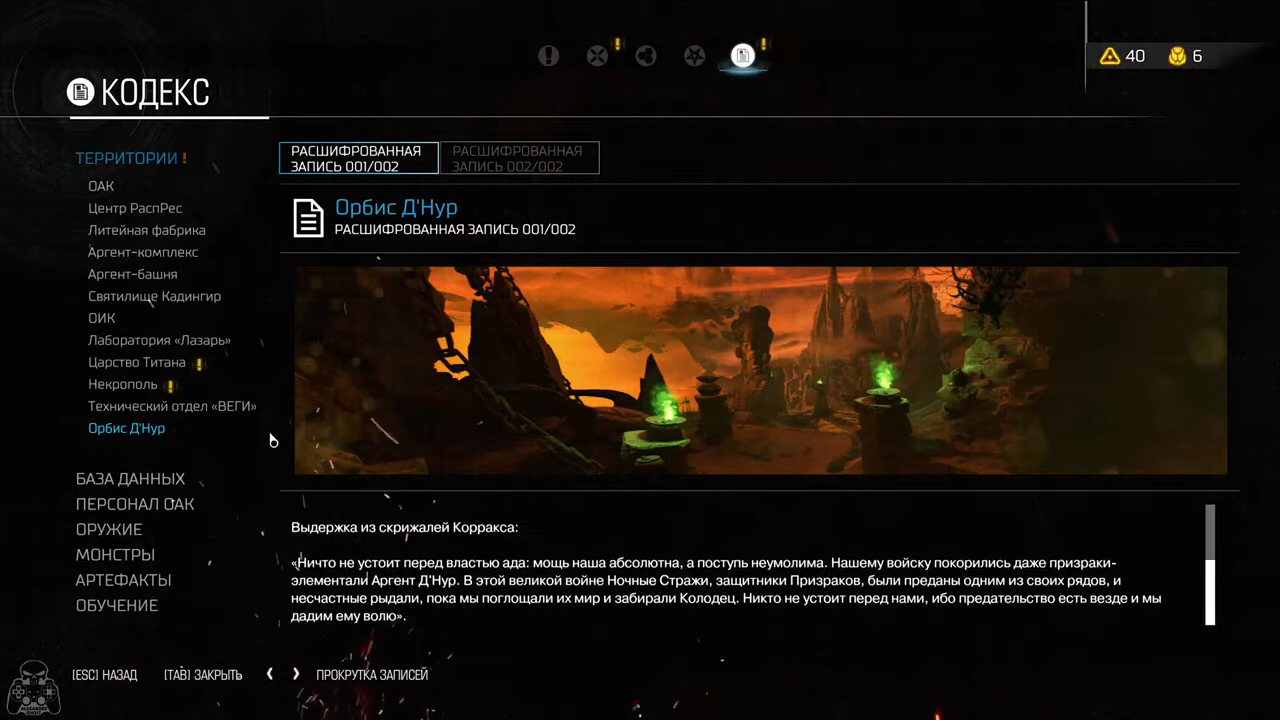 40 6
КОДЕКС
ТЕРРИТОРИИ !
ОАК
Центр РаспРес
Литейная фабрика
Аргент-комплекс
Аргент-башня
Святилище Кадингир
ОИК
Лаборатория «Лазарь»
Царство Титана !
Некрополь !
Технический отдел «ВЕГИ»
Орбис Д'Нур
БАЗА ДАННЫХ
ПЕРСОНАЛ ОАК
ОРУЖИЕ
МОНСТРЫ
АРТЕФАКТЫ
ОБУЧЕНИЕ
РАСШИФРОВАННАЯ
ЗАПИСЬ 001/002
РАСШИФРОВАННАЯ
ЗАПИСЬ 002/002
Орбис Д'Нур
РАСШИФРОВАННАЯ ЗАПИСЬ 001/002
Выдержка из скрижалей Корракса:
«Ничто не устоит перед властью ада: мощь наша абсолютна, а поступь неумолима. Нашему войску покорились даже призраки-
элементали Аргент Д'Нур. В этой великой войне Ночные Стражи, защитники Призраков, были преданы одним из своих рядов, и
несчастные рыдали, пока мы поглощали их мир и забирали Колодец. Никто не устоит перед нами, ибо предательство есть везде и мы
дадим ему волю».
[ESC] НАЗАД [TAB] ЗАКРЫТЬ ‹ › ПРОКРУТКА ЗАПИСЕЙ